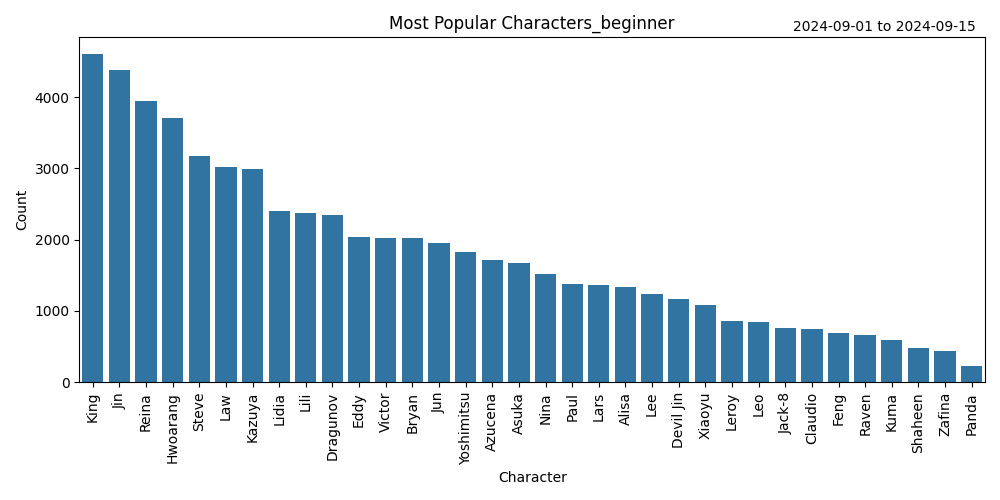 Most Popular Characters_beginner
2024-09-01 to 2024-09-15
Count
4000
3000
2000
1000
0
King
Jin
Reina
Hwoarang
Steve
Law
Kazuya
Lidia
Lili
Dragunov
Eddy
Victor
Bryan
Jun
Yoshimitsu
Azucena
Asuka
Nina
Paul
Lars
Alisa
Lee
Devil Jin
Xiaoyu
Leroy
Leo
Jack-8
Claudio
Feng
Raven
Kuma
Shaheen
Zafina
Panda
Character